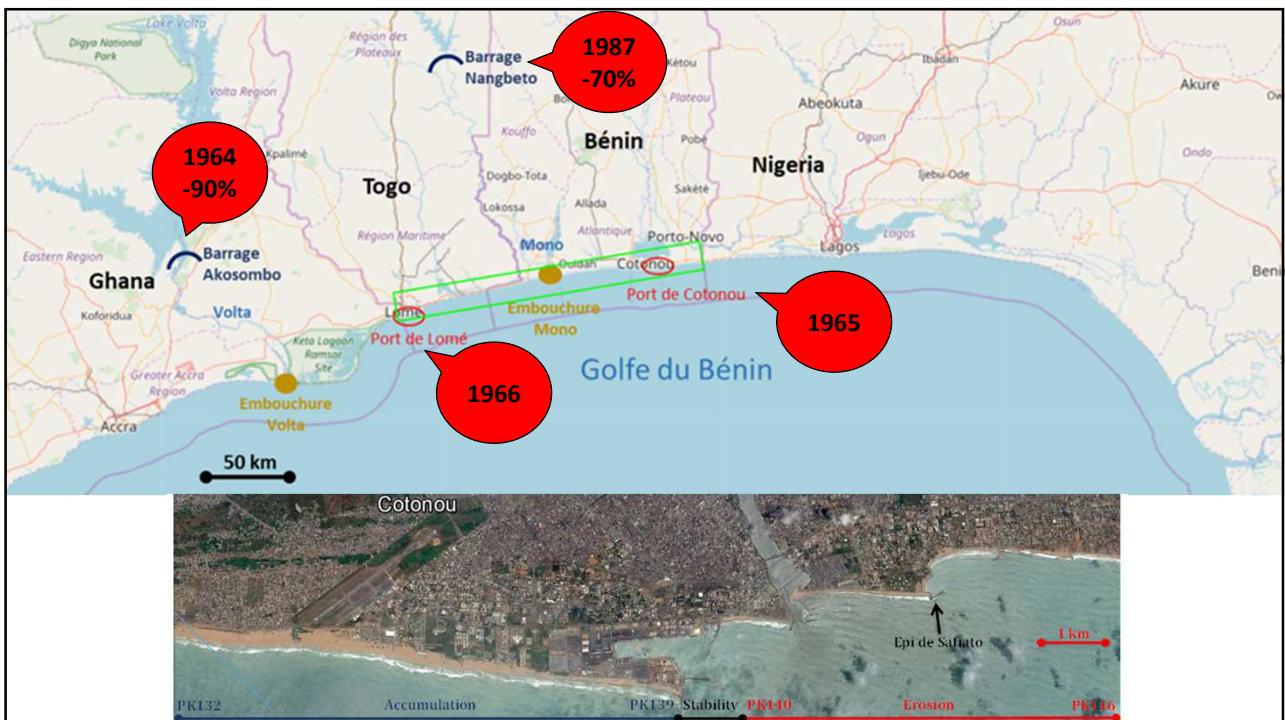 Lake Volta
Digya National
Park
Région des
Plateaux
Barrage
Nangbeto
1987
-70%
Kétou
Plateau
Ibadan
Osun
Akure
Volta Region
Abeokuta
Kouffo
Bénin
Pobè
Ogun
Ondo
Kpalimé
1964
-90%
Togo
Nigeria
Dogbo-Tota
Sakété
Ijebu-Ode
Lokossa
Allada
Région Maritime
Atlantique
Porto-Novo
Lagos
Lagos
Eastern Region
Barrage
Akosombo
Mono
Ouidah
Cotonou
Ghana
Koforidua
Volta
Embouchure
Mono
Port de Cotonou
Lomé
Port de Lomé
1965
Keta Lagoon
Ramsar
Site
Greater Accra
Region
Golfe du Bénin
1966
Embouchure
Volta
Accra
50 km
Cotonou
Epi de Safiato
1 km
PK132 Accumulation PK139 Stability PK140 Erosion PK146